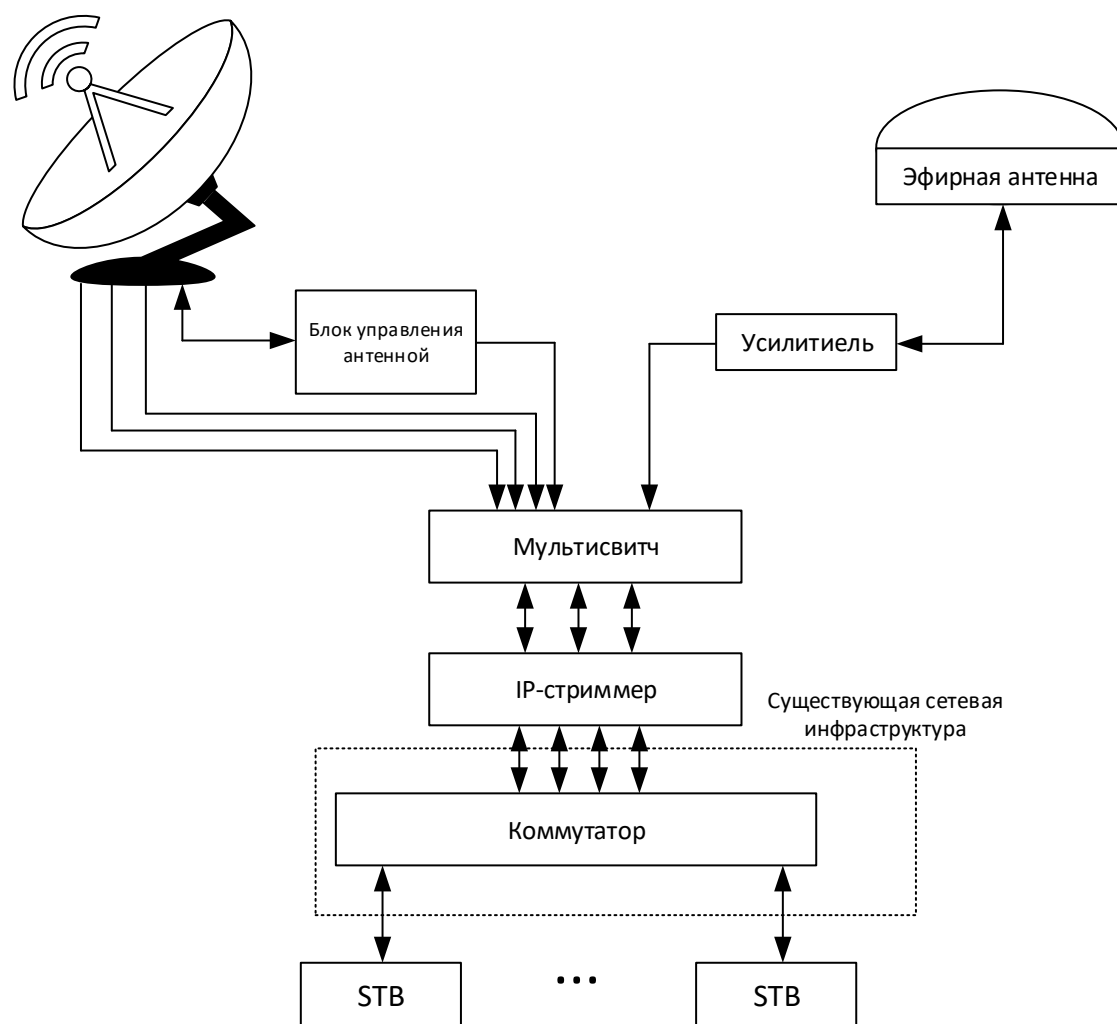 Эфирная антенна
Блок управления
антенной
Усилитиель
Мультисвитч
IP-стриммер
Существующая сетевая
инфраструктура
Коммутатор
STB
...
STB